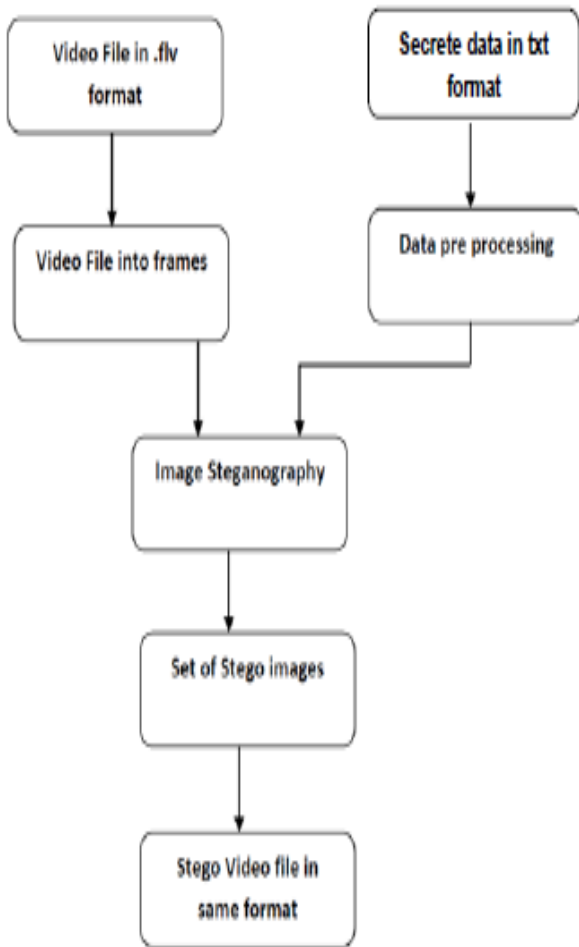 Video File in .flv
format
Secrete data in txt
format
Video File into frames
Data pre processing
Image Steganography
Set of Stego images
Stego Video file in
same format